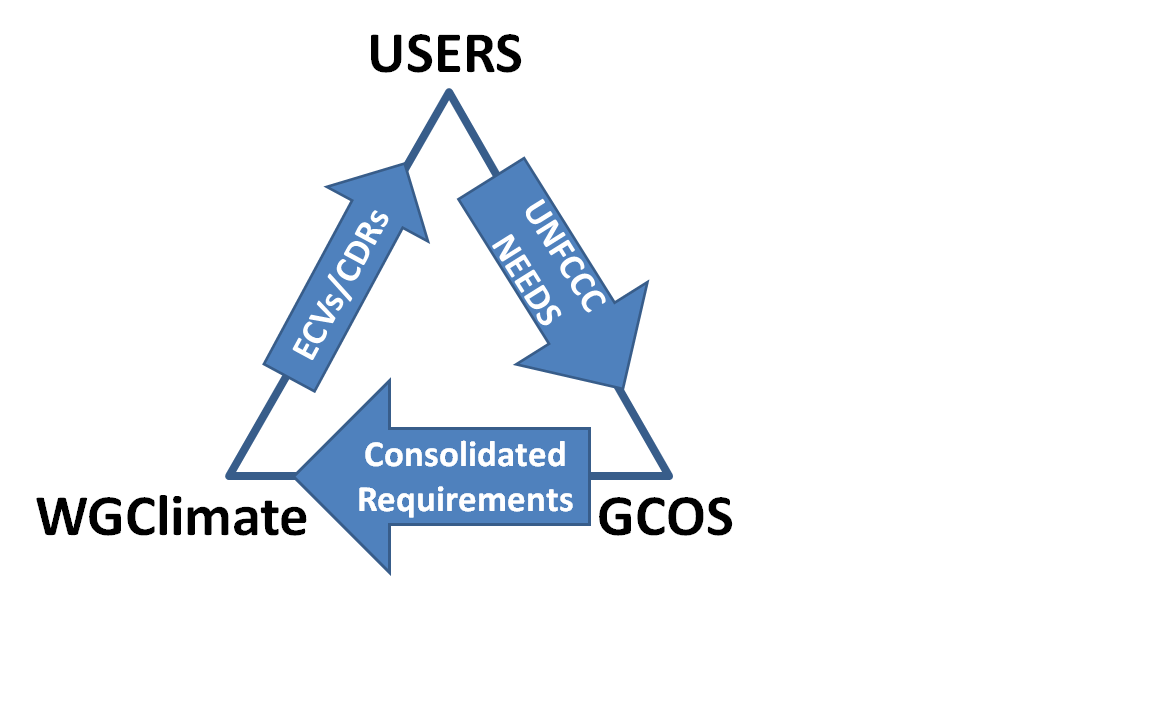 USERS
ECVs/CDRs
UNFCCC
NEEDS
Consolidated
Requirements
WGClimate
GCOS